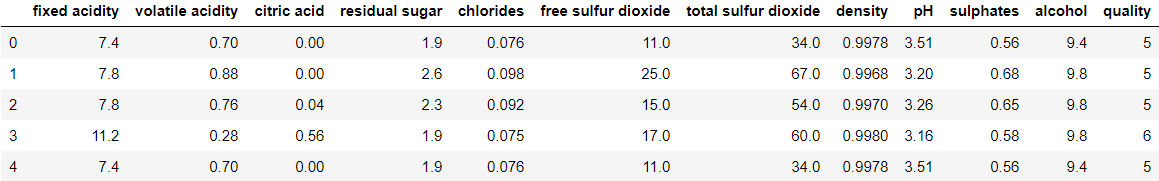 fixed acidity volatile acidity citric acid residual sugar chlorides free sulfur dioxide total sulfur dioxide density pH sulphates alcohol quality
0 7.4 0.70 0.00 1.9 0.076 11.0 34.0 0.9978 3.51 0.56 9.4 5
1 7.8 0.88 0.00 2.6 0.098 25.0 67.0 0.9968 3.20 0.68 9.8 5
2 7.8 0.76 0.04 2.3 0.092 15.0 54.0 0.9970 3.26 0.65 9.8 5
3 11.2 0.28 0.56 1.9 0.075 17.0 60.0 0.9980 3.16 0.58 9.8 6
4 7.4 0.70 0.00 1.9 0.076 11.0 34.0 0.9978 3.51 0.56 9.4 5